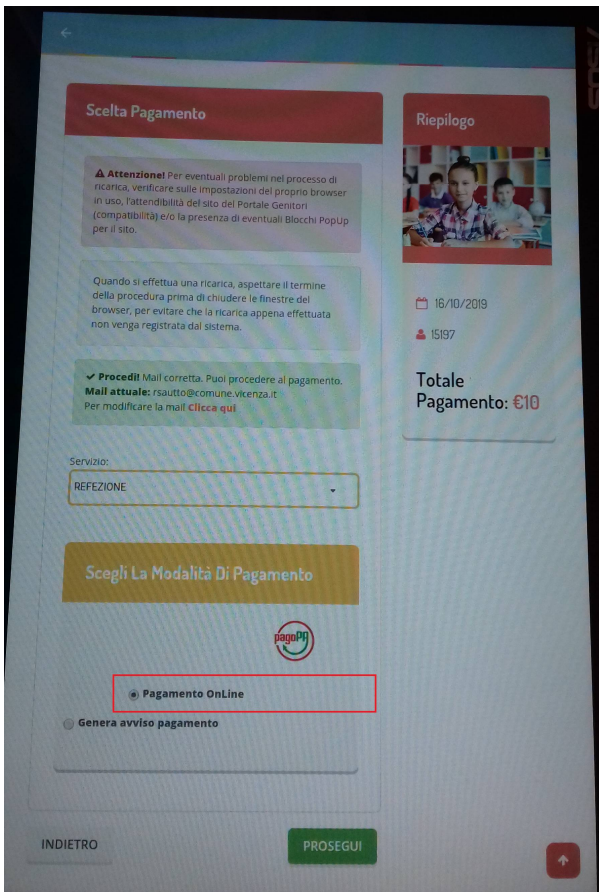 Scelta Pagamento
Attenzione! Per eventuali problemi nel processo di
ricarica, verificare sulle impostazioni del proprio browser
in uso, l'attendibilità del sito del Portale Genitori
(compatibilità) e/o la presenza di eventuali Blocchi PopUp
per il sito.
Quando si effettua una ricarica, aspettare il termine
della procedura prima di chiudere le finestre del
browser, per evitare che la ricarica appena effettuata
non venga registrata dal sistema.
Procedi! Mail corretta. Puoi procedere al pagamento.
Mail attuale: rsautto@comune.vicenza.it
Per modificare la mail Clicca qui
Servizio:
REFEZIONE
Scegli La Modalità Di Pagamento
pagoPA
Pagamento OnLine
Genera avviso pagamento
INDIETRO
PROSEGUI
Riepilogo
16/10/2019
15197
Totale
Pagamento: €10
ASUS